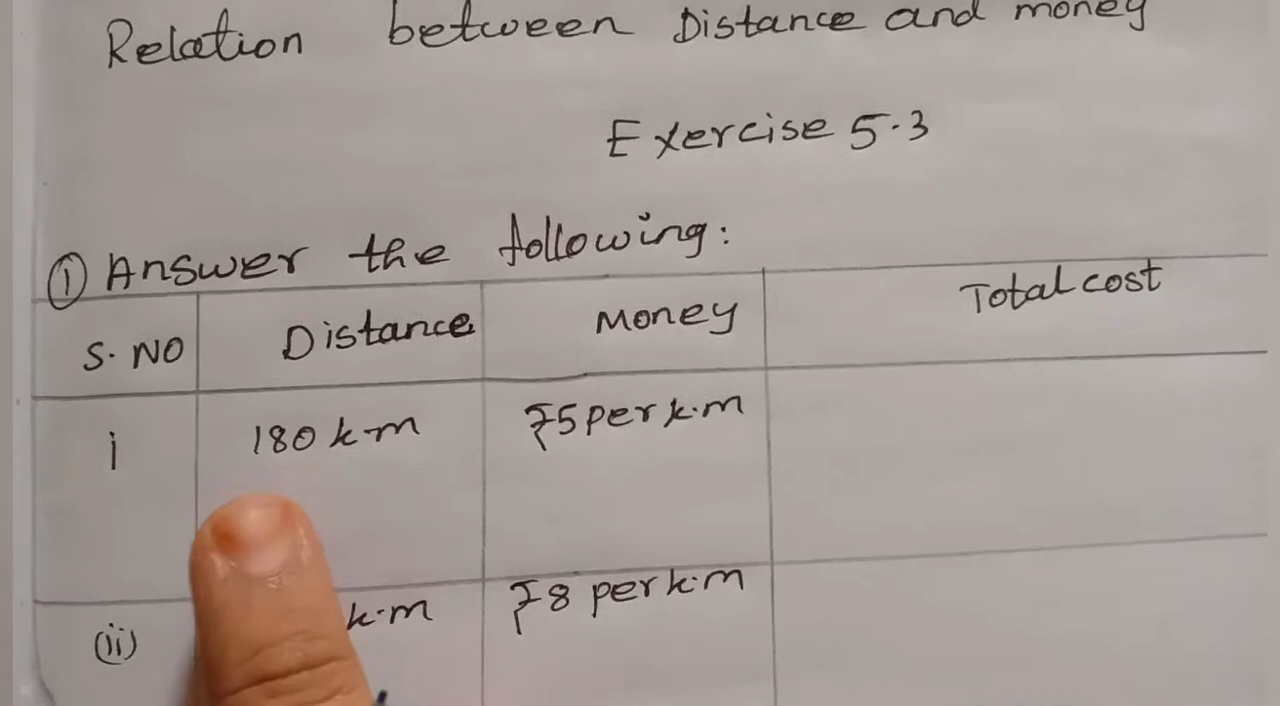 Relation between Distance and money
Exercise 5.3
① Answer the following:
S. NO Distance Money Total cost
i 180 k m ₹5 per k.m
(ii) k.m ₹8 per k.m